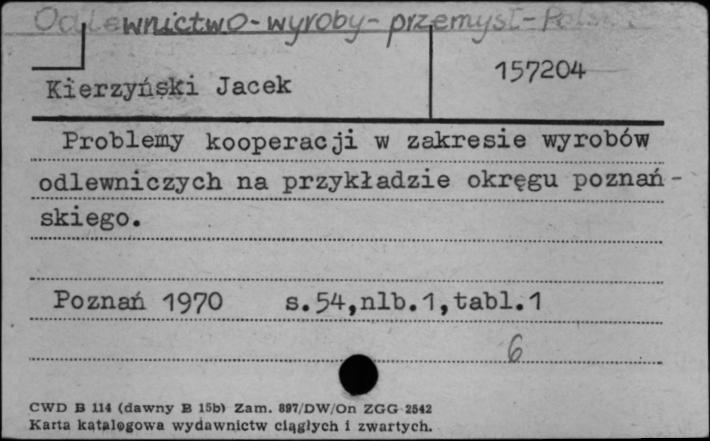 Odlewnictwo - wyroby - przemysł - Polska
Kierzyński Jacek
157204
Problemy kooperacji w zakresie wyrobów
odlewniczych na przykładzie okręgu poznań-
skiego.
Poznań 1970 s.54,nlb.1,tabl.1
6
CWD B 114 (dawny B 15b) Zam. 897/DW/On ZGG 2542
Karta katalogowa wydawnictw ciągłych i zwartych.